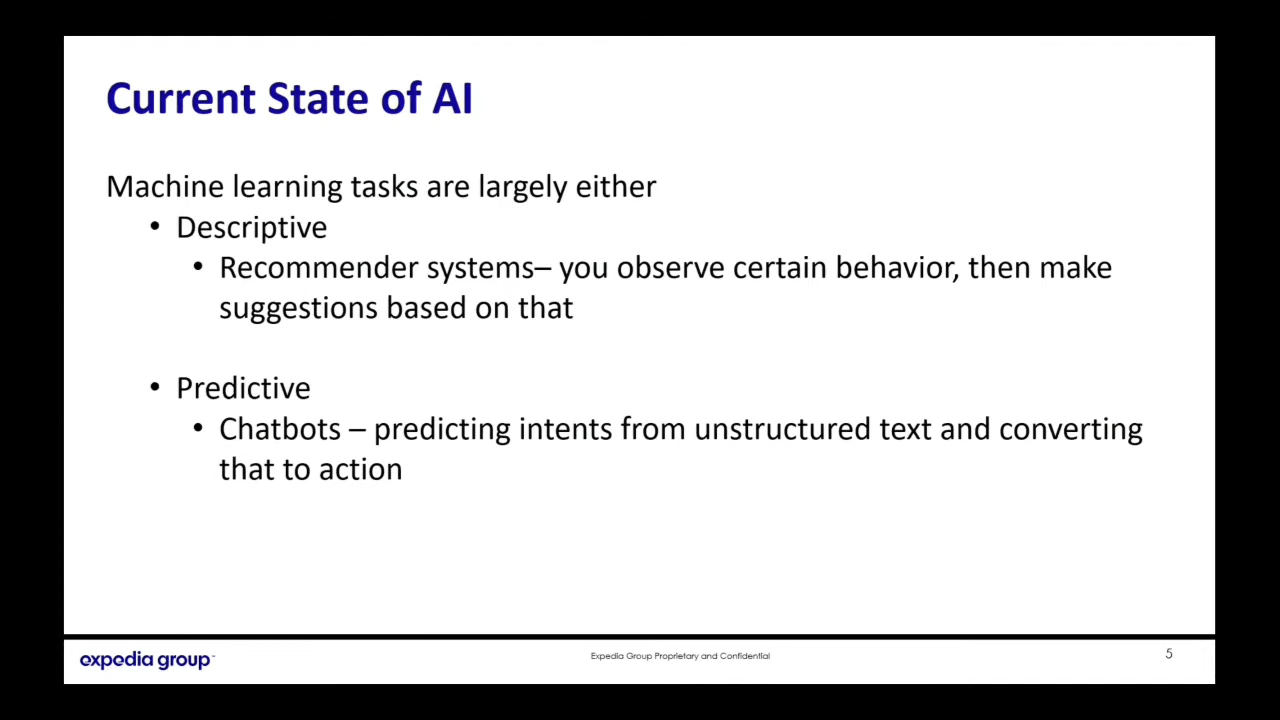 Current State of AI
Machine learning tasks are largely either
• Descriptive
• Recommender systems– you observe certain behavior, then make
suggestions based on that
• Predictive
• Chatbots – predicting intents from unstructured text and converting
that to action
expedia group™
Expedia Group Proprietary and Confidential
5